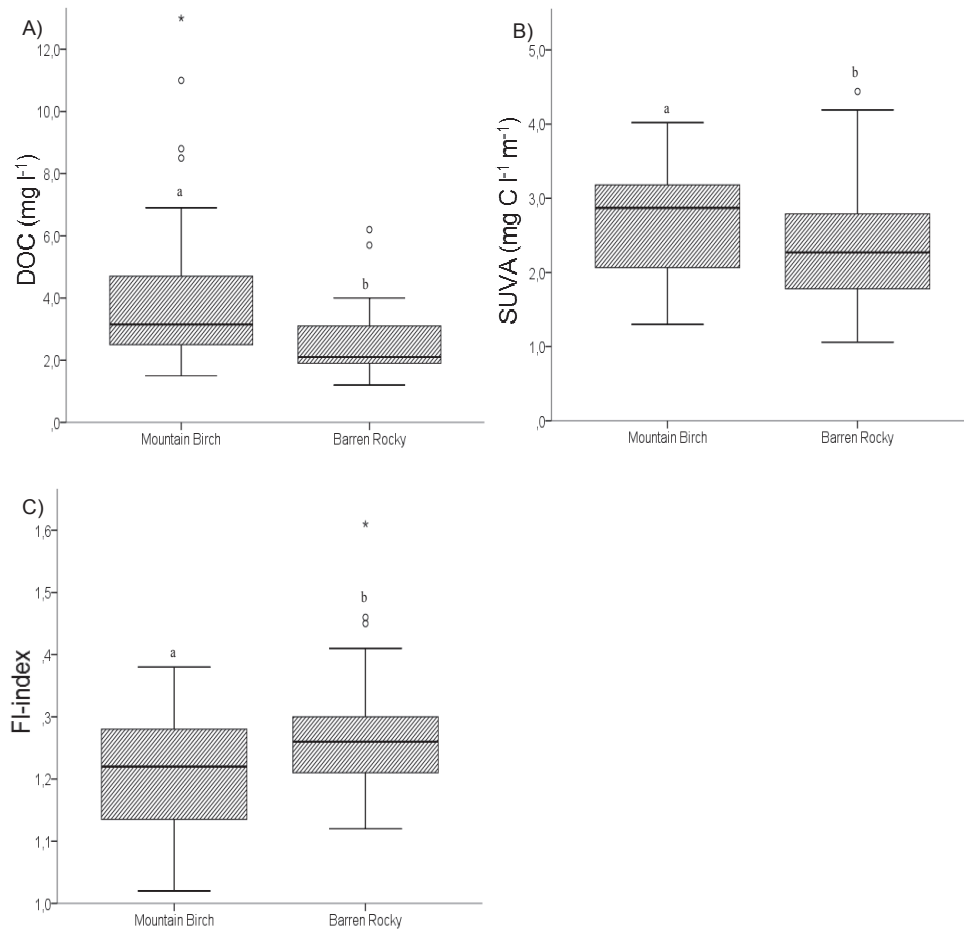 A)
DOC (mg l⁻¹)
12,0
10,0
8,0
6,0
4,0
2,0
,0
*
a
b
Mountain Birch
Barren Rocky
B)
SUVA (mg C l⁻¹ m⁻¹)
5,0
4,0
3,0
2,0
1,0
,0
a
b
Mountain Birch
Barren Rocky
C)
FI-index
1,6
1,5
,4
,3
1,2
1,1
1,0
*
a
b
Mountain Birch
Barren Rocky